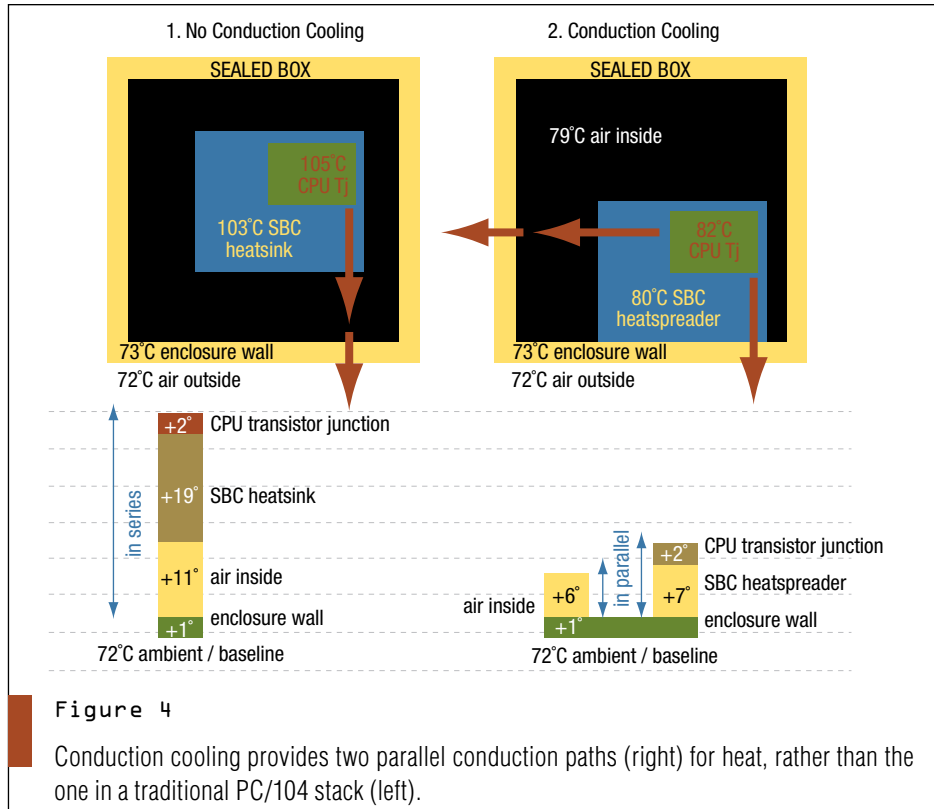 1. No Conduction Cooling
SEALED BOX
105°C
CPU Tj
103°C SBC
heatsink
73°C enclosure wall
72°C air outside
2. Conduction Cooling
SEALED BOX
79°C air inside
82°C
CPU Tj
80°C SBC
heatspreader
73°C enclosure wall
72°C air outside
in series
+2° CPU transistor junction
+19° SBC heatsink
+11° air inside
+1° enclosure wall
72°C ambient / baseline
air inside
+6°
in parallel
+2° CPU transistor junction
+7° SBC heatspreader
+1° enclosure wall
72°C ambient / baseline
Figure 4
Conduction cooling provides two parallel conduction paths (right) for heat, rather than the
one in a traditional PC/104 stack (left).